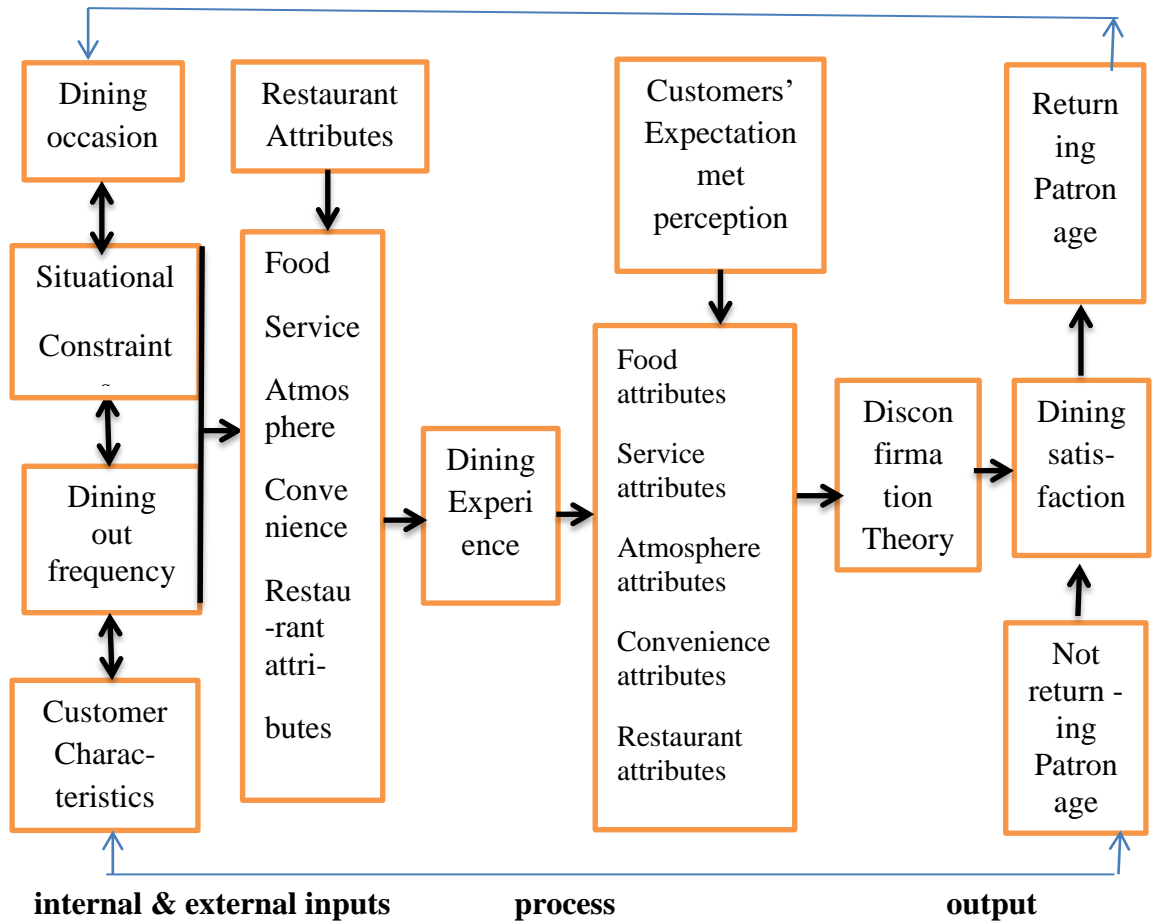 Dining
occasion
Situational
Constraint
Dining
out
frequency
Customer
Charac-
teristics
Restaurant
Attributes
Food
Service
Atmos
phere
Conve
nience
Restau
-rant
attri-
butes
Dining
Experi
ence
Customers’
Expectation
met
perception
Food
attributes
Service
attributes
Atmosphere
attributes
Convenience
attributes
Restaurant
attributes
Discon
firma
tion
Theory
Return
ing
Patron
age
Dining
satis-
faction
Not
return -
ing
Patron
age
internal & external inputs
process
output